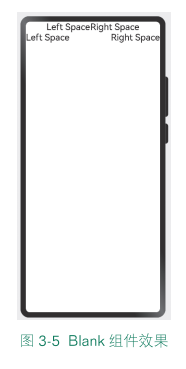 Left SpaceRight Space
Left Space Right Space
图 3-5 Blank 组件效果